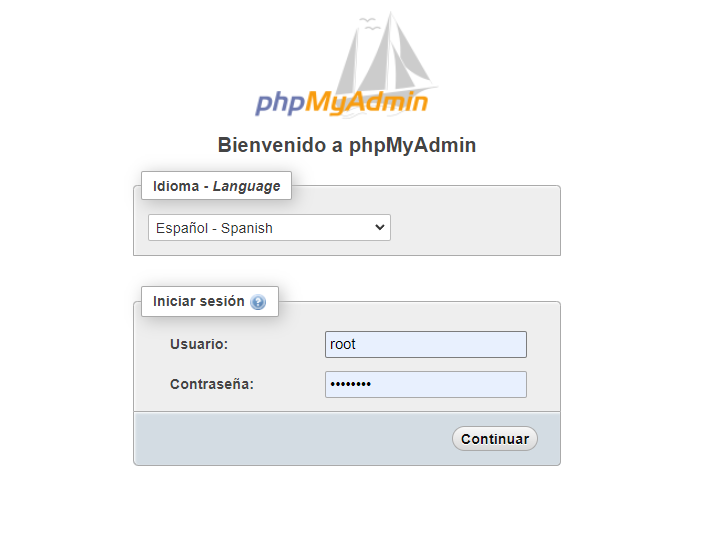 phpMyAdmin
Bienvenido a phpMyAdmin
Idioma - Language
Español - Spanish
Iniciar sesión ?
Usuario:
root
Contraseña:
••••••••
Continuar